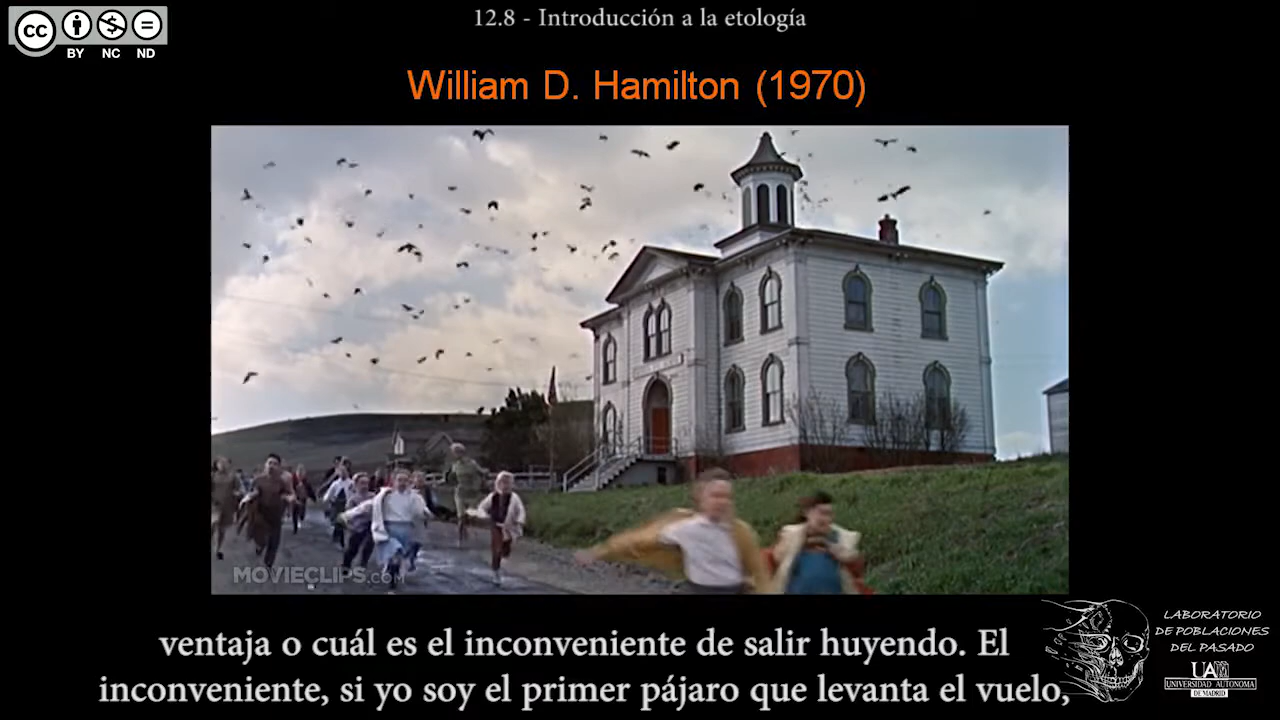 12.8 - Introducción a la etología
cc
BY NC ND
William D. Hamilton (1970)
MOVIECLIPS.com
ventaja o cuál es el inconveniente de salir huyendo. El
inconveniente, si yo soy el primer pájaro que levanta el vuelo,
LABORATORIO
DE POBLACIONES
DEL PASADO
UAM
UNIVERSIDAD AUTONOMA
DE MADRID